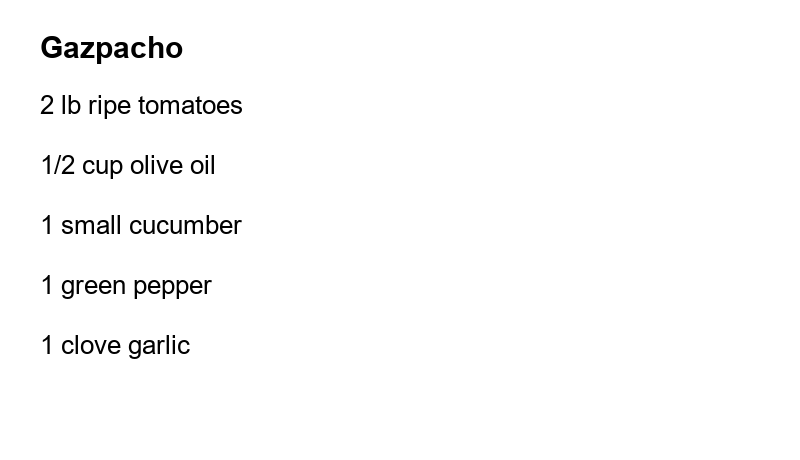 Gazpacho
2 lb ripe tomatoes
1/2 cup olive oil
1 small cucumber
1 green pepper
1 clove garlic